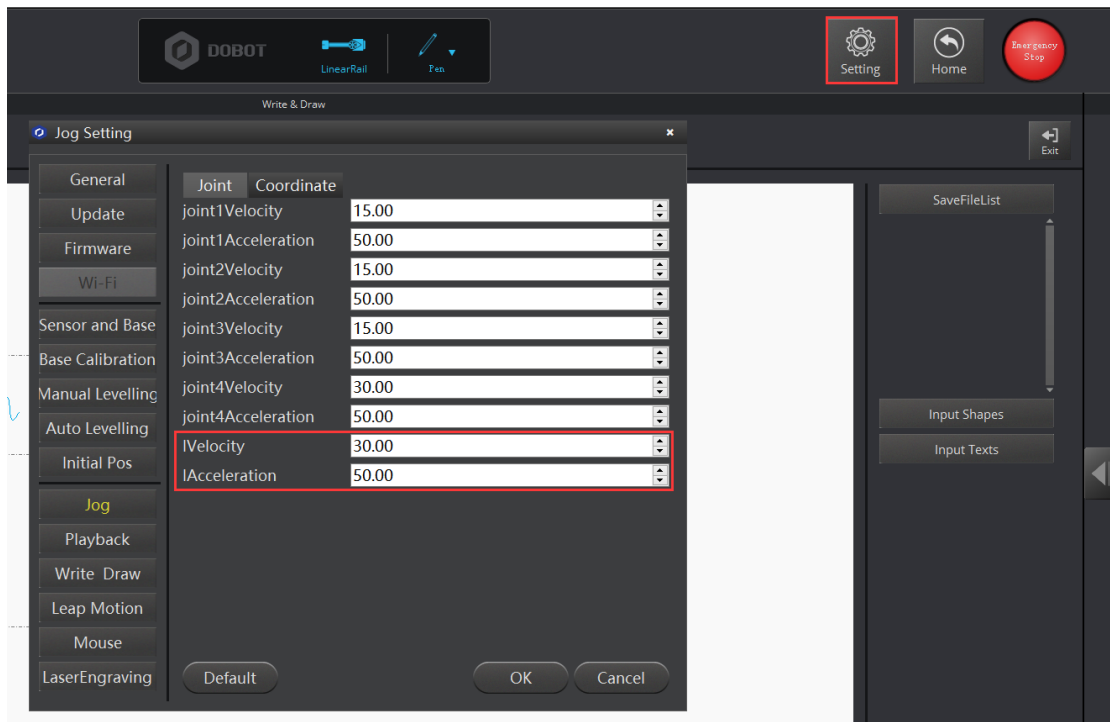 DOBOT
LinearRail
Pen
Setting
Home
Emergency
Stop
Write & Draw
Jog Setting
Exit
General
Update
Firmware
Wi-Fi
Sensor and Base
Base Calibration
Manual Levelling
Auto Levelling
Initial Pos
Jog
Playback
Write Draw
Leap Motion
Mouse
LaserEngraving
Joint Coordinate
joint1Velocity 15.00
joint1Acceleration 50.00
joint2Velocity 15.00
joint2Acceleration 50.00
joint3Velocity 15.00
joint3Acceleration 50.00
joint4Velocity 30.00
joint4Acceleration 50.00
lVelocity 30.00
lAcceleration 50.00
Default OK Cancel
SaveFileList
Input Shapes
Input Texts